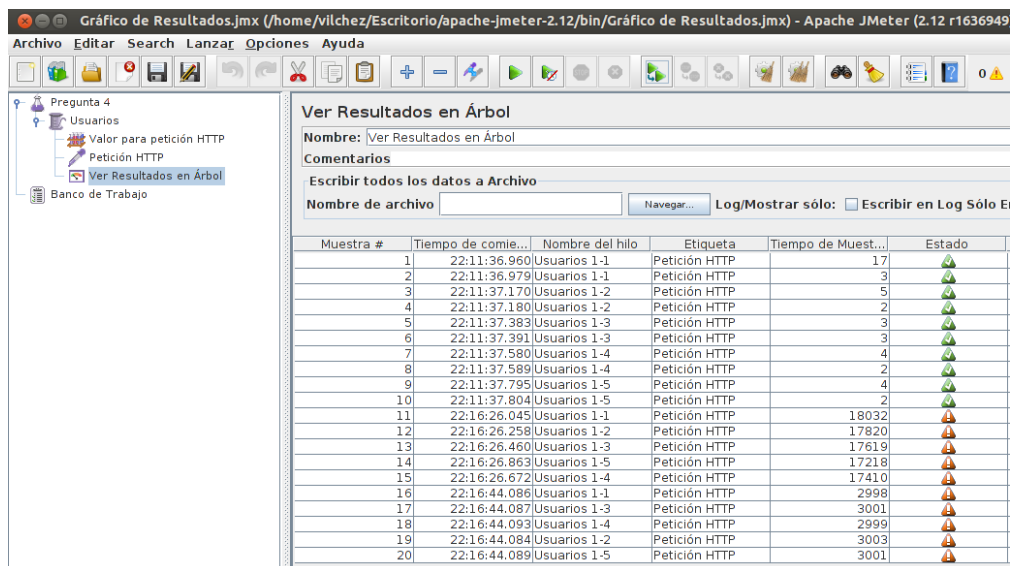 Gráfico de Resultados.jmx (/home/vilchez/Escritorio/apache-jmeter-2.12/bin/Gráfico de Resultados.jmx) - Apache JMeter (2.12 r1636949
Archivo Editar Search Lanzar Opciones Ayuda
0
Pregunta 4
Usuarios
Valor para petición HTTP
Petición HTTP
Ver Resultados en Árbol
Banco de Trabajo
Ver Resultados en Árbol
Nombre: Ver Resultados en Árbol
Comentarios
Escribir todos los datos a Archivo
Nombre de archivo Navegar... Log/Mostrar sólo: Escribir en Log Sólo E
Muestra # Tiempo de comie... Nombre del hilo Etiqueta Tiempo de Muest... Estado
1 22:11:36.960 Usuarios 1-1 Petición HTTP 17
2 22:11:36.979 Usuarios 1-1 Petición HTTP 3
3 22:11:37.170 Usuarios 1-2 Petición HTTP 5
4 22:11:37.180 Usuarios 1-2 Petición HTTP 2
5 22:11:37.383 Usuarios 1-3 Petición HTTP 3
6 22:11:37.391 Usuarios 1-3 Petición HTTP 3
7 22:11:37.580 Usuarios 1-4 Petición HTTP 4
8 22:11:37.589 Usuarios 1-4 Petición HTTP 2
9 22:11:37.795 Usuarios 1-5 Petición HTTP 4
10 22:11:37.804 Usuarios 1-5 Petición HTTP 2
11 22:16:26.045 Usuarios 1-1 Petición HTTP 18032
12 22:16:26.258 Usuarios 1-2 Petición HTTP 17820
13 22:16:26.460 Usuarios 1-3 Petición HTTP 17619
14 22:16:26.863 Usuarios 1-5 Petición HTTP 17218
15 22:16:26.672 Usuarios 1-4 Petición HTTP 17410
16 22:16:44.086 Usuarios 1-1 Petición HTTP 2998
17 22:16:44.087 Usuarios 1-3 Petición HTTP 3001
18 22:16:44.093 Usuarios 1-4 Petición HTTP 2999
19 22:16:44.084 Usuarios 1-2 Petición HTTP 3003
20 22:16:44.089 Usuarios 1-5 Petición HTTP 3001